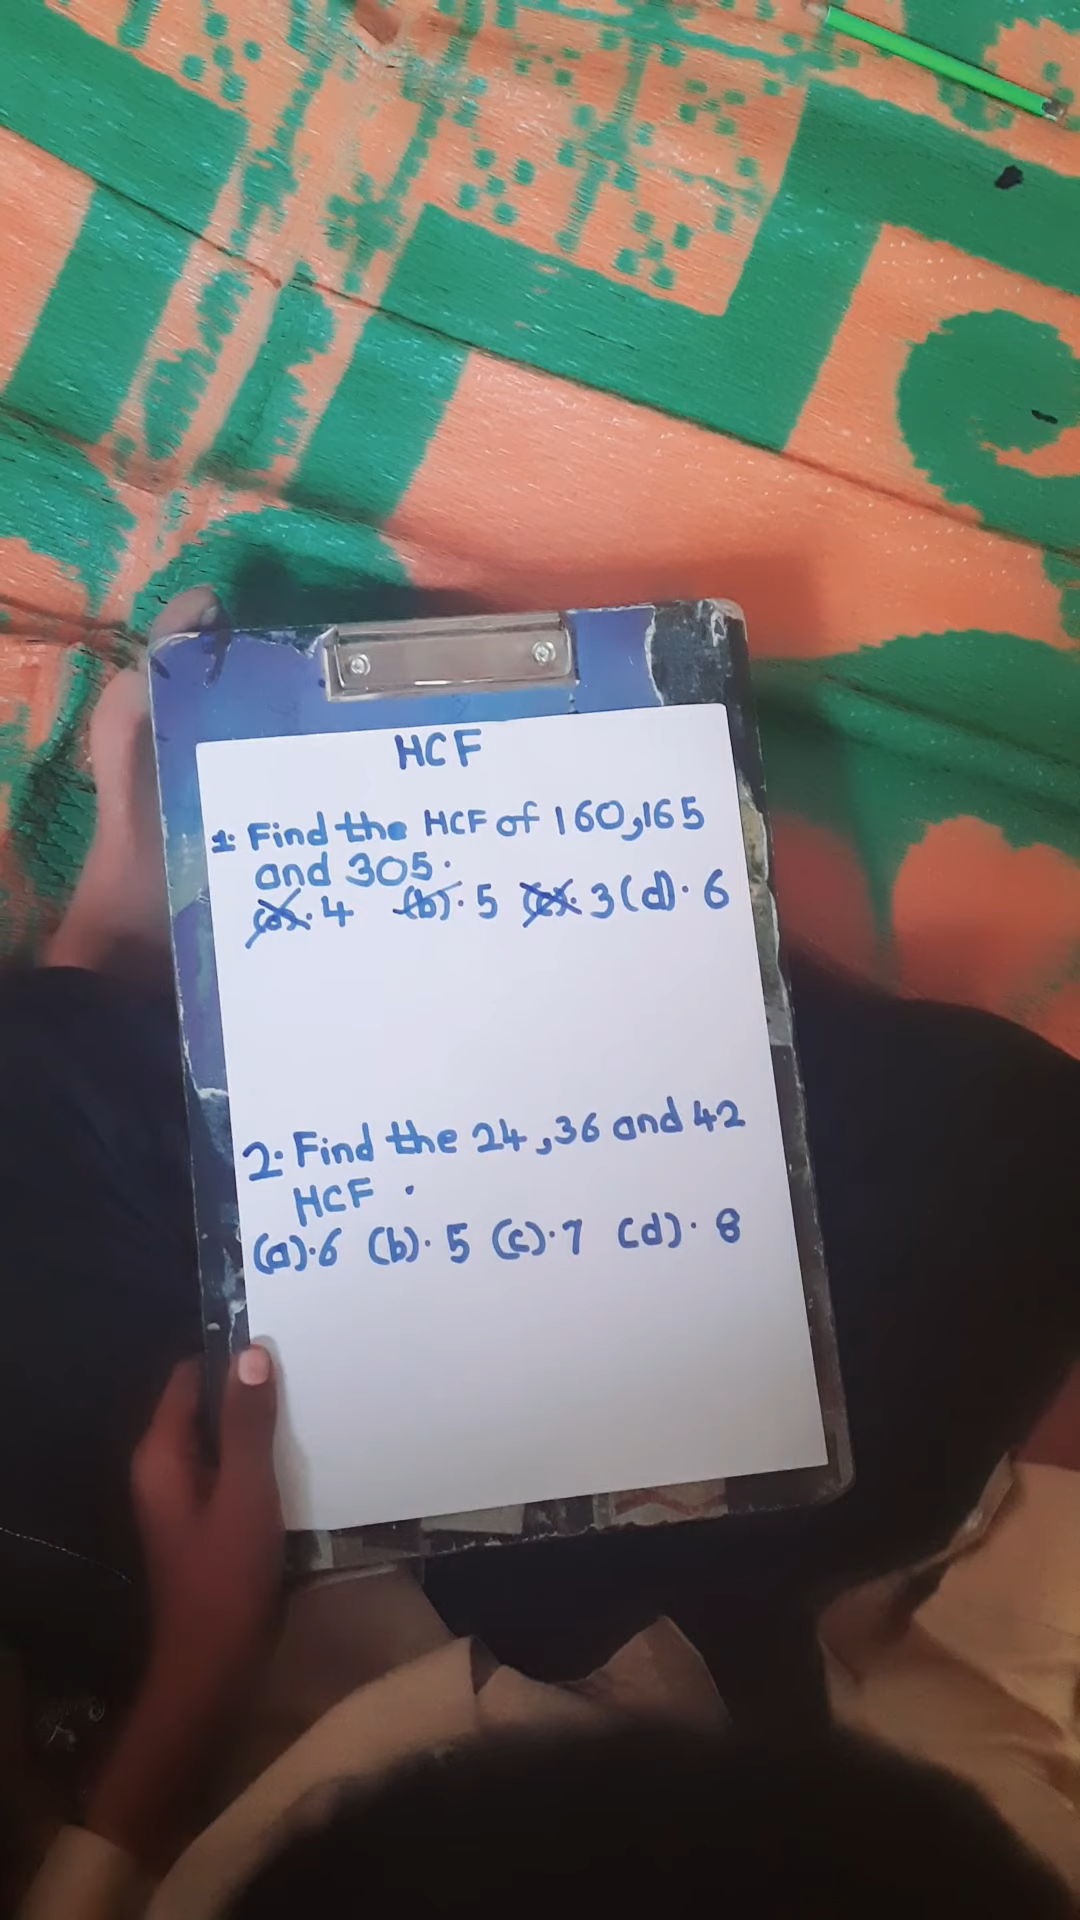 HCF
1. Find the HCF of 160,165
and 305.
(a). 4 (b). 5 (c). 3 (d). 6
2. Find the 24,36 and 42
HCF .
(a).6 (b). 5 (c).7 (d). 8